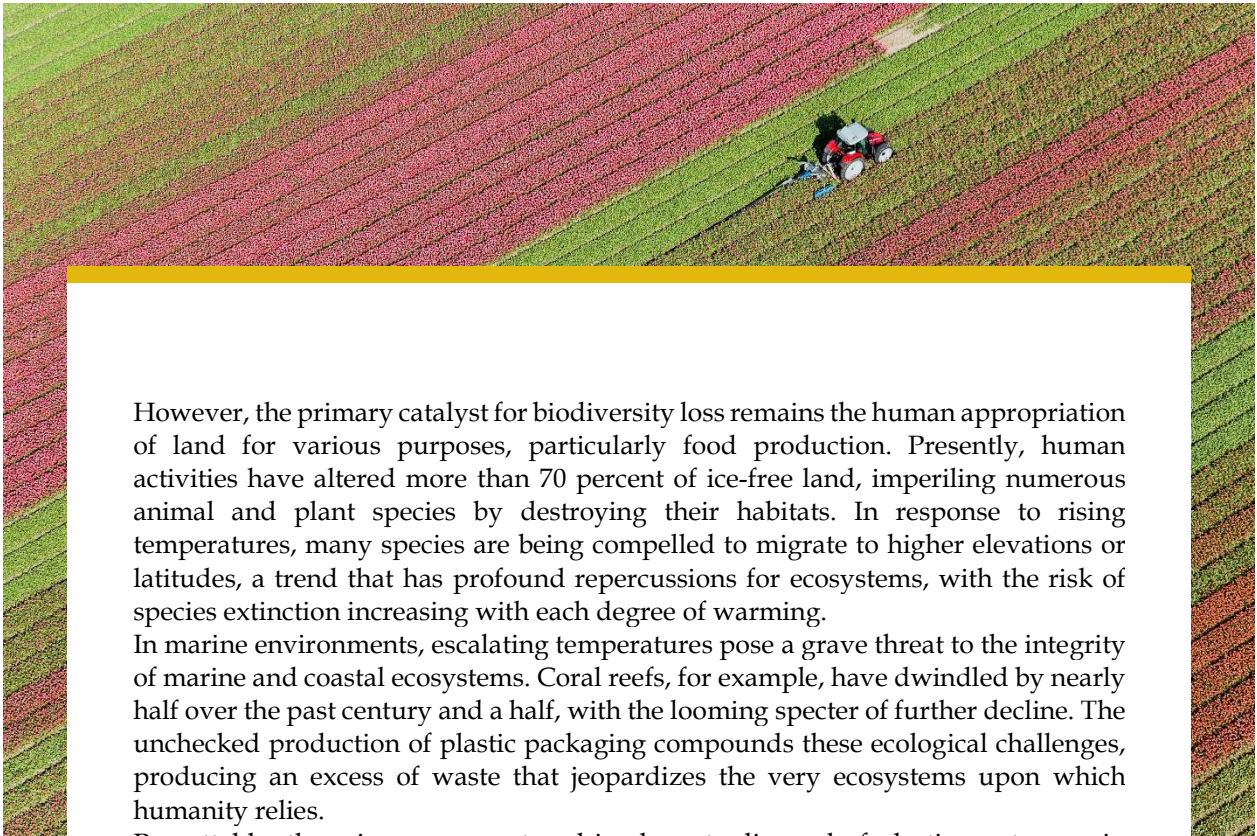 However, the primary catalyst for biodiversity loss remains the human appropriation
of land for various purposes, particularly food production. Presently, human
activities have altered more than 70 percent of ice-free land, imperiling numerous
animal and plant species by destroying their habitats. In response to rising
temperatures, many species are being compelled to migrate to higher elevations or
latitudes, a trend that has profound repercussions for ecosystems, with the risk of
species extinction increasing with each degree of warming.
In marine environments, escalating temperatures pose a grave threat to the integrity
of marine and coastal ecosystems. Coral reefs, for example, have dwindled by nearly
half over the past century and a half, with the looming specter of further decline. The
unchecked production of plastic packaging compounds these ecological challenges,
producing an excess of waste that jeopardizes the very ecosystems upon which
humanity relies.